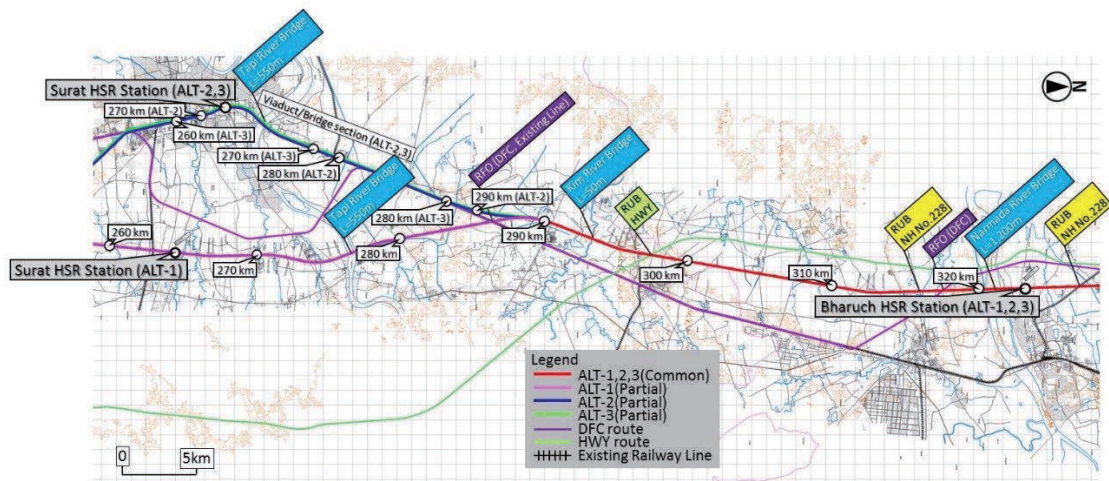 Tapi River Bridge
L=550m
Surat HSR Station (ALT-2,3)
270 km (ALT-2)
260 km (ALT-3)
Viaduct/Bridge section (ALT-2,3)
270 km (ALT-3)
280 km (ALT-2)
Tapi River Bridge
L=550m
RFO (DFC, Existing Line)
290 km (ALT-2)
280 km (ALT-3)
Kim River Bridge
L=50m
RUB
HWY
N
260 km
Surat HSR Station (ALT-1)
270 km
280 km
290 km
300 km
310 km
RUB
NH No.228
RFO (DFC)
Narmada River Bridge
L=1,200m
RUB
NH No.228
320 km
Bharuch HSR Station (ALT-1,2,3)
Legend
ALT-1,2,3(Common)
ALT-1(Partial)
ALT-2(Partial)
ALT-3(Partial)
DFC route
HWY route
Existing Railway Line
0
5km